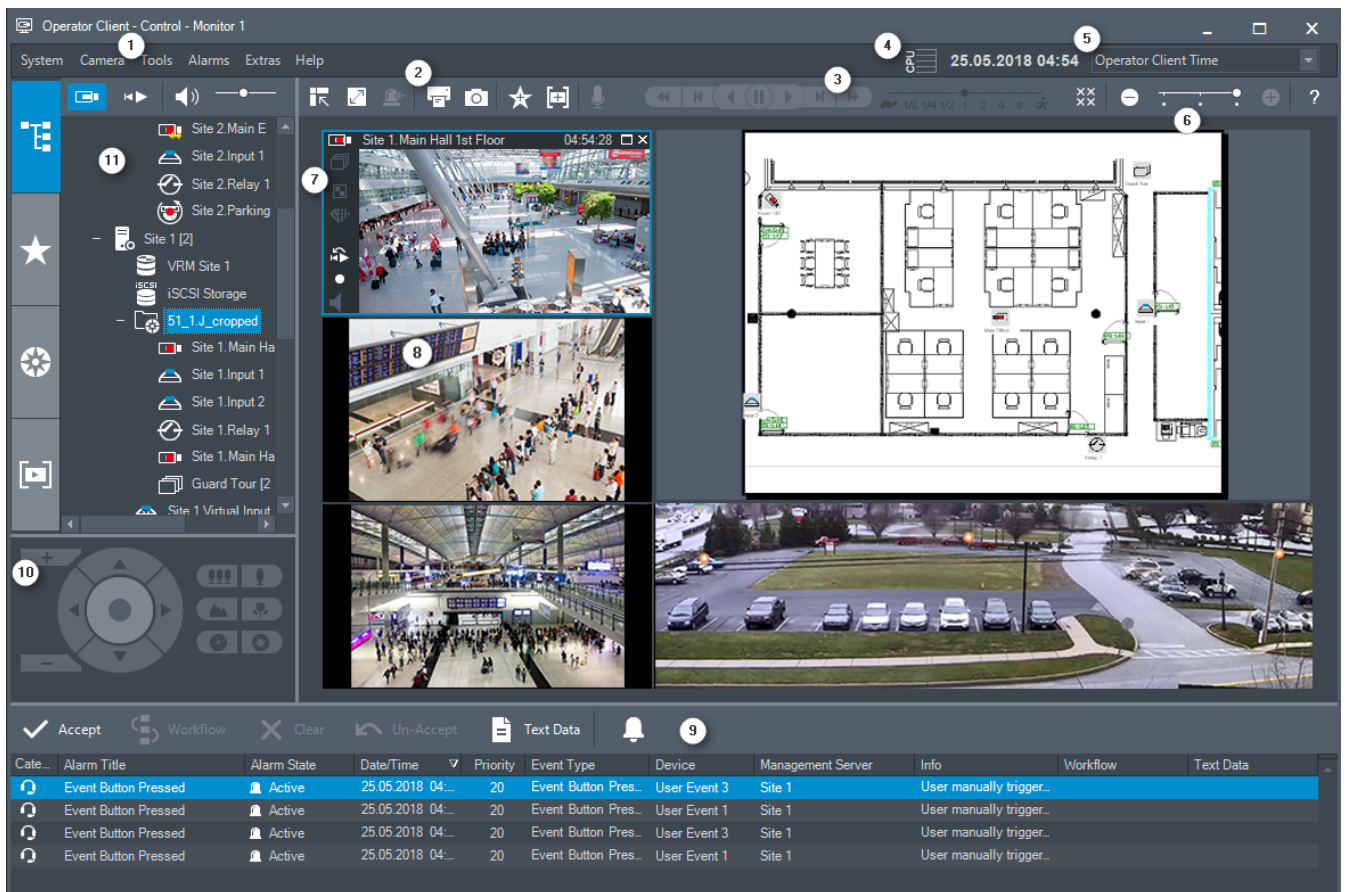 Operator Client - Control - Monitor 1
1
System Camera Tools Alarms Extras Help
4
CPU
25.05.2018 04:54
5
Operator Client Time
2
3
1/8 1/4 1/2 1 2 4 8
?
6
11
Site 2.Main E
Site 2.Input 1
Site 2.Relay 1
Site 2.Parking
Site 1 [2]
VRM Site 1
iSCSI
iSCSI Storage
51_1.J_cropped
Site 1.Main Ha
Site 1.Input 1
Site 1.Input 2
Site 1.Relay 1
Site 1.Main Ha
Guard Tour [2
Site 1 Virtual Input
7
Site 1.Main Hall 1st Floor 04:54:28
8
Guard Tour
Input 1
Main Office
Relay 1
10
Accept Workflow Clear Un-Accept Text Data
9
Cate... Alarm Title Alarm State Date/Time Priority Event Type Device Management Server Info Workflow Text Data
Event Button Pressed Active 25.05.2018 04:... 20 Event Button Pres... User Event 3 Site 1 User manually trigger...
Event Button Pressed Active 25.05.2018 04:... 20 Event Button Pres... User Event 1 Site 1 User manually trigger...
Event Button Pressed Active 25.05.2018 04:... 20 Event Button Pres... User Event 3 Site 1 User manually trigger...
Event Button Pressed Active 25.05.2018 04:... 20 Event Button Pres... User Event 1 Site 1 User manually trigger...